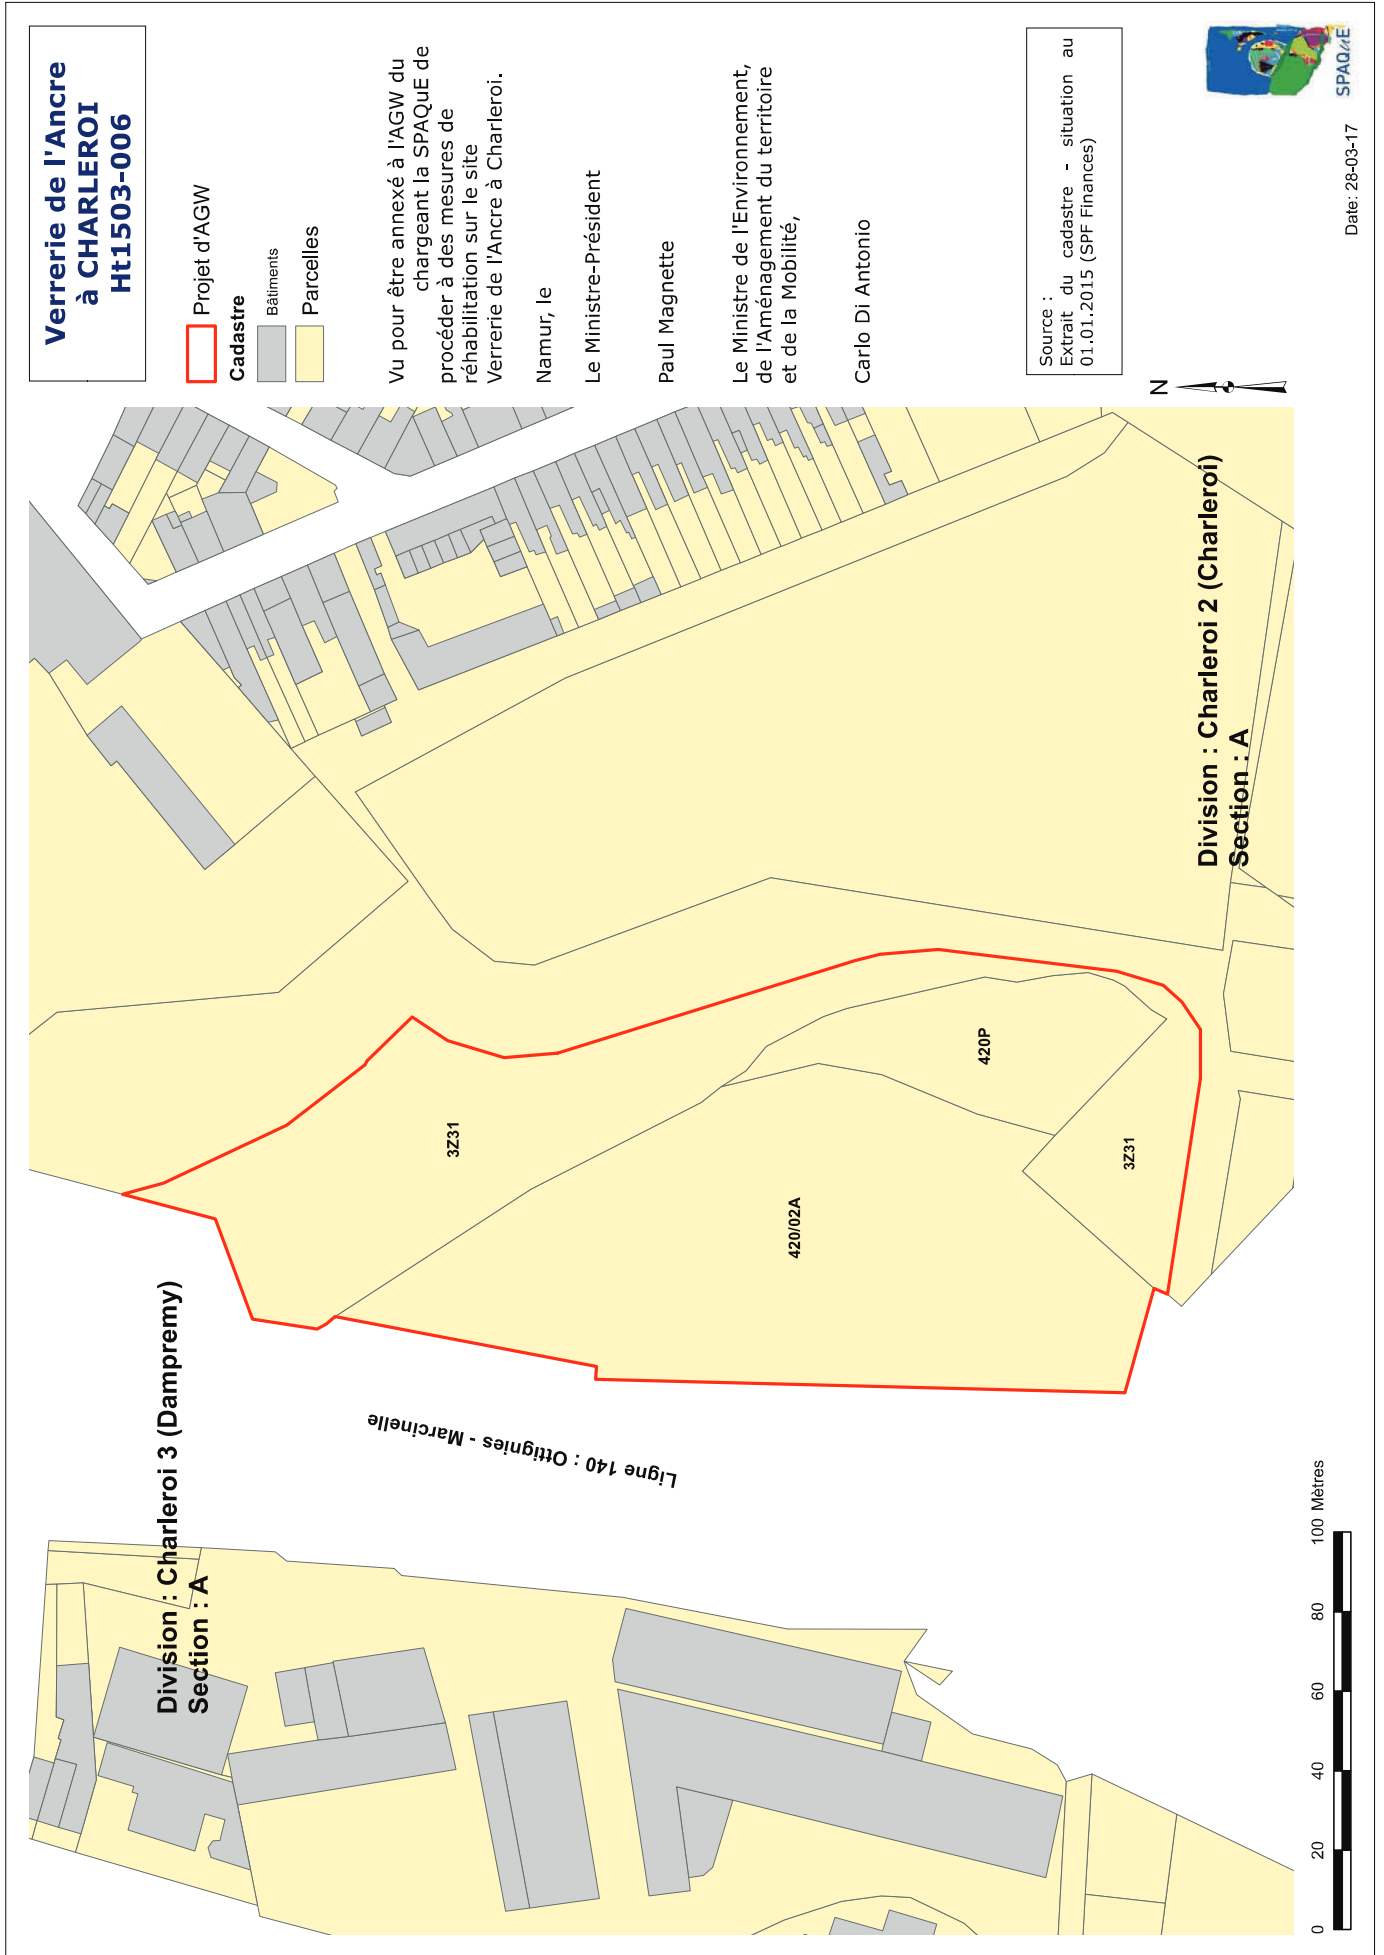 Verrerie de l'Ancre
à CHARLEROI
Ht1503-006
Projet d'AGW
Cadastre
Bâtiments
Parcelles
Vu pour être annexé à l'AGW du
chargeant la SPAQuE de
procéder à des mesures de
réhabilitation sur le site
Verrerie de l'Ancre à Charleroi.
Namur, le
Le Ministre-Président
Paul Magnette
Le Ministre de l'Environnement,
de l'Aménagement du territoire
et de la Mobilité,
Carlo Di Antonio
Source :
Extrait du cadastre - situation au
01.01.2015 (SPF Finances)
N
SPAQuE
Date: 28-03-17
Division : Charleroi 3 (Dampremy)
Section : A
Ligne 140 : Ottignies - Marcinelle
3Z31
420/02A
420P
3Z31
Division : Charleroi 2 (Charleroi)
Section : A
0 20 40 60 80 100 Mètres